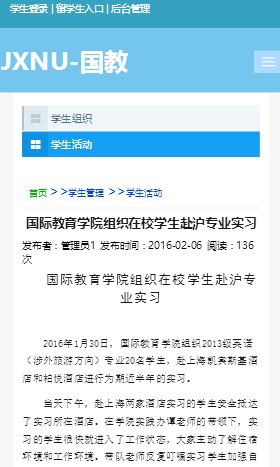 学生登录 | 留学生入口 | 后台管理
JXNU-国教
学生组织
学生活动
首页 > >学生管理 > >学生活动
国际教育学院组织在校学生赴沪专业实习
发布者：管理员1 发布时间：2016-02-06 阅读：136
次
国际教育学院组织在校学生赴沪专
业实习
2016年1月30日，国际教育学院组织2013级英语
（涉外旅游方向）专业20名学生，赴上海凯宾斯基酒
店和柏悦酒店进行为期近半年的实习。
当天下午，赴上海两家酒店实习的学生安全抵达
了实习所在酒店。在学院实践办谭老师的带领下，实
习的学生很快就进入了工作状态，大家主动了解住宿
环境和工作环境。带队老师反复叮嘱实习学生加强自